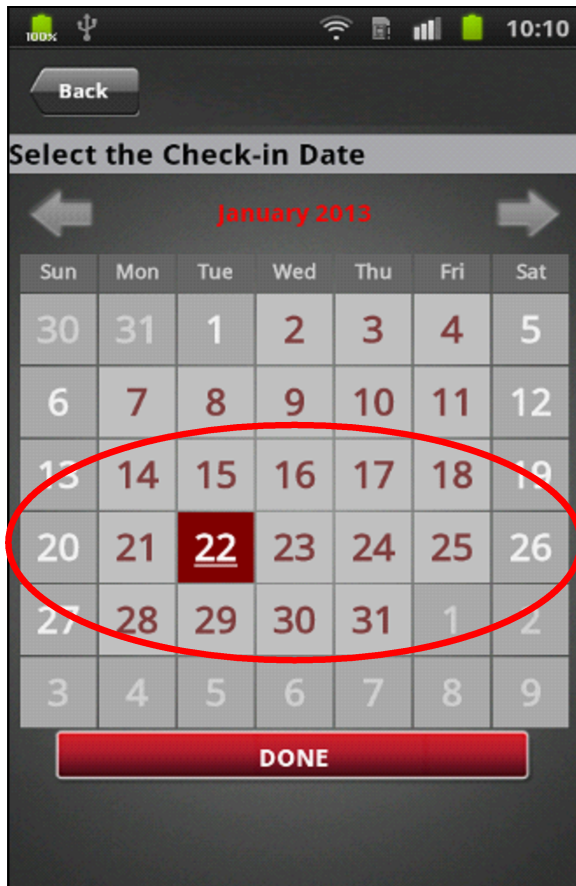 100% 10:10
Back
Select the Check-in Date
January 2013
Sun Mon Tue Wed Thu Fri Sat
30 31 1 2 3 4 5
6 7 8 9 10 11 12
13 14 15 16 17 18 19
20 21 22 23 24 25 26
27 28 29 30 31 1 2
3 4 5 6 7 8 9
DONE